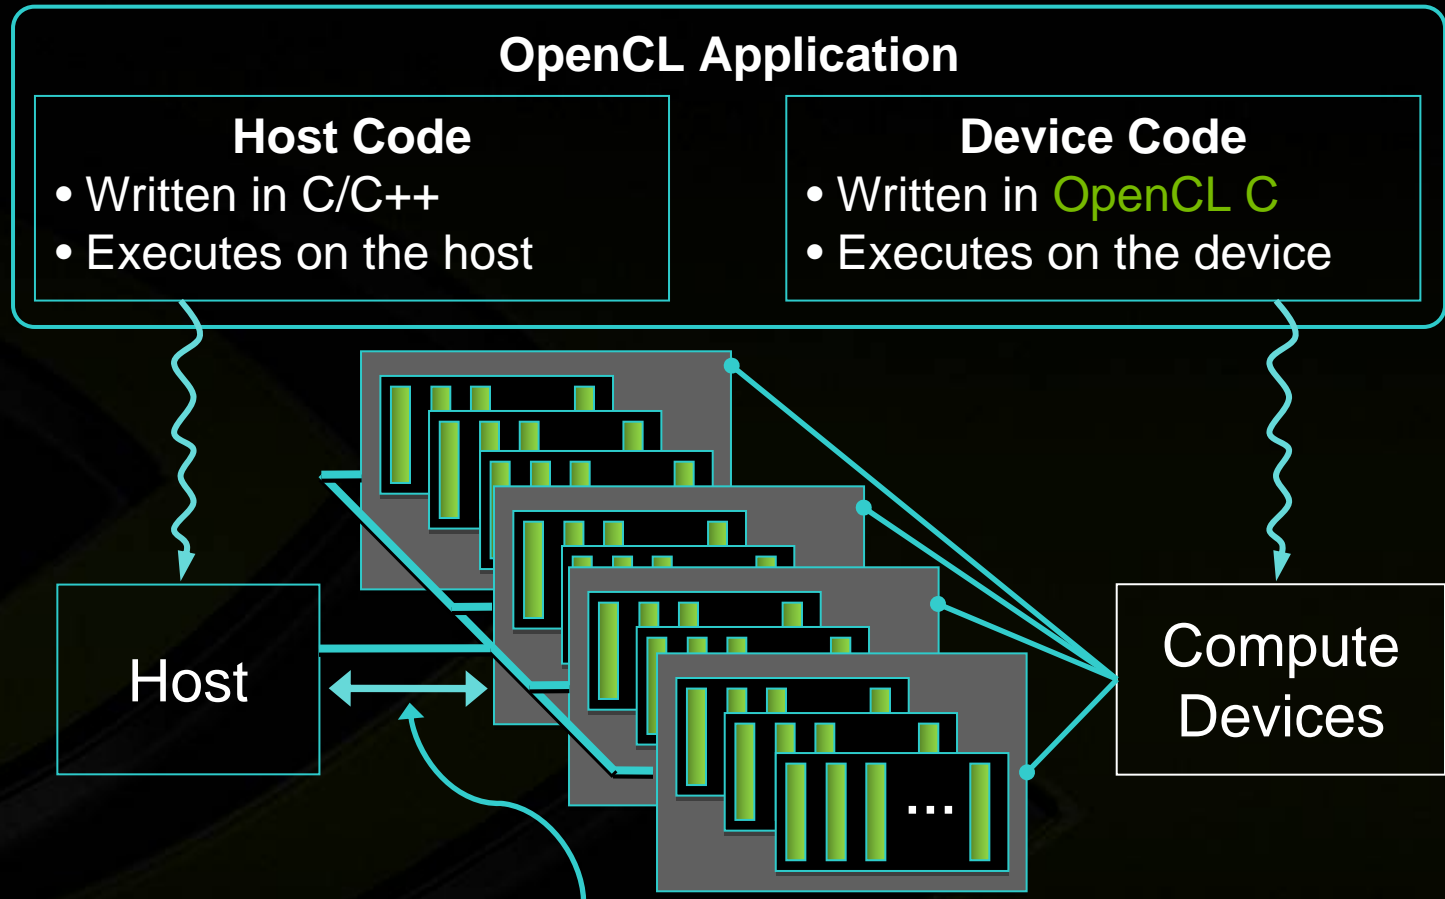 OpenCL Application
Host Code
• Written in C/C++
• Executes on the host
Device Code
• Written in OpenCL C
• Executes on the device
Host
...
Compute
Devices